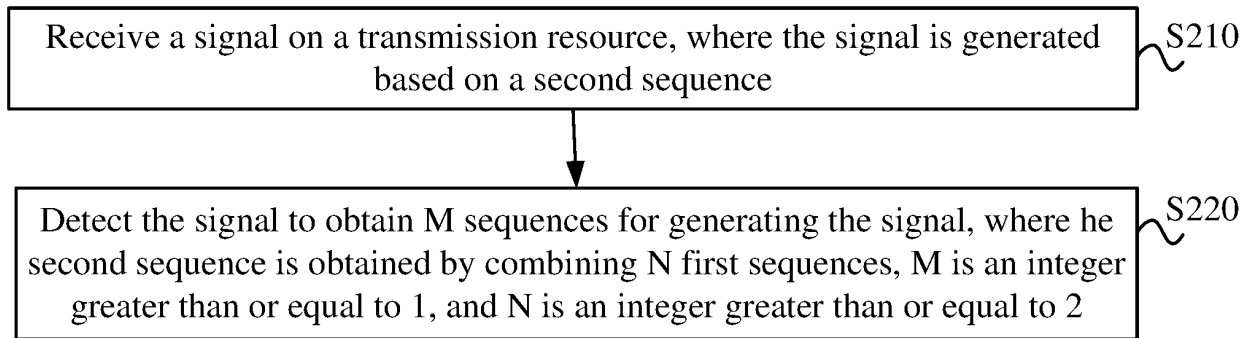 Receive a signal on a transmission resource, where the signal is generated
based on a second sequence
S210
Detect the signal to obtain M sequences for generating the signal, where he
second sequence is obtained by combining N first sequences, M is an integer
greater than or equal to 1, and N is an integer greater than or equal to 2
S220